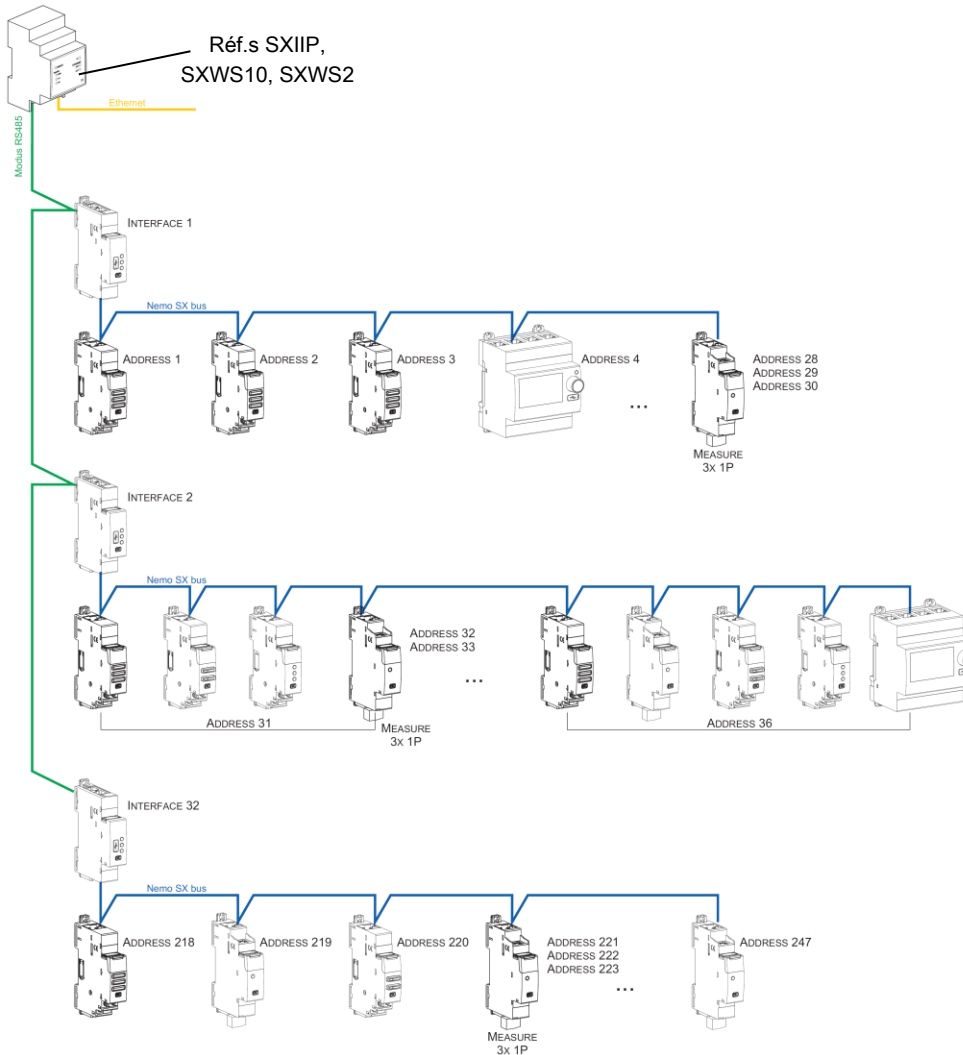 Réf.s SXIIP,
SXWS10, SXWS2
Ethernet
Modus RS485
INTERFACE 1
Nemo SX bus
ADDRESS 1
ADDRESS 2
ADDRESS 3
ADDRESS 4
...
ADDRESS 28
ADDRESS 29
ADDRESS 30
MEASURE
3X 1P
INTERFACE 2
Nemo SX bus
ADDRESS 32
ADDRESS 33
...
ADDRESS 31
MEASURE
3X 1P
ADDRESS 36
INTERFACE 32
Nemo SX bus
ADDRESS 218
ADDRESS 219
ADDRESS 220
ADDRESS 221
ADDRESS 222
ADDRESS 223
...
ADDRESS 247
MEASURE
3X 1P